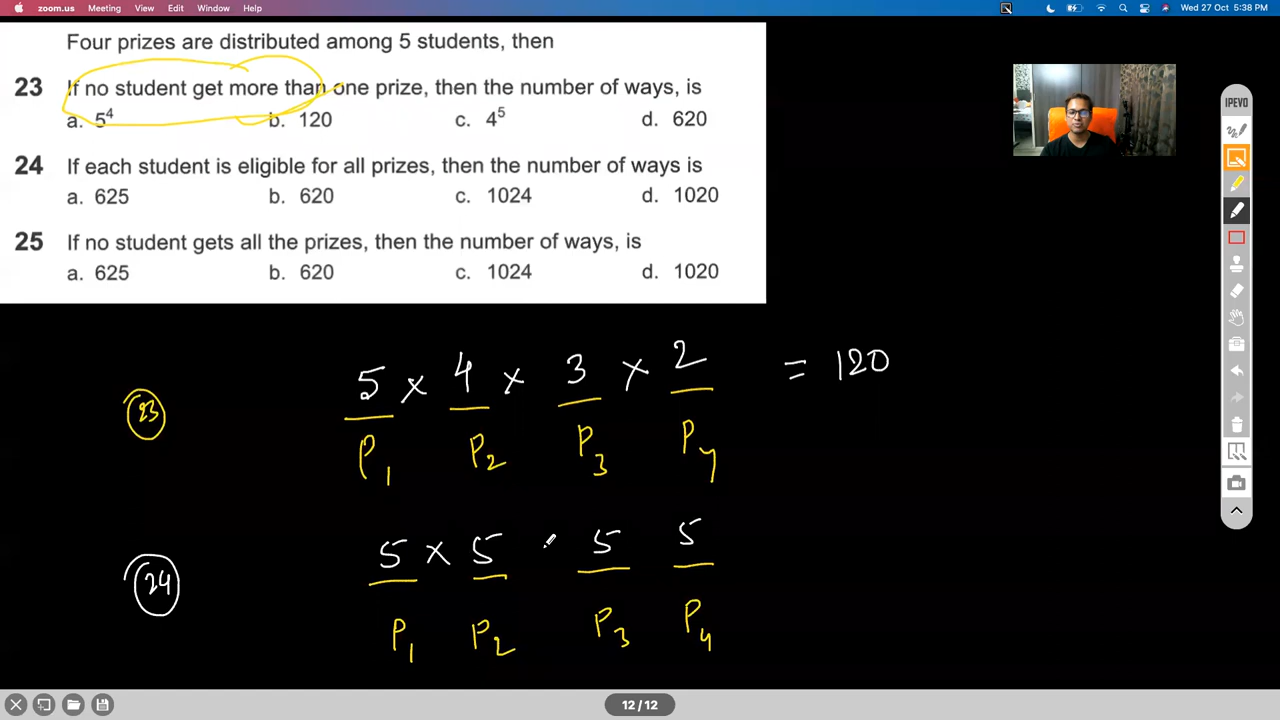 zoom.us Meeting View Edit Window Help Wed 27 Oct 5:38 PM
Four prizes are distributed among 5 students, then
23 If no student get more than one prize, then the number of ways, is
a. 5⁴ b. 120 c. 4⁵ d. 620
24 If each student is eligible for all prizes, then the number of ways is
a. 625 b. 620 c. 1024 d. 1020
25 If no student gets all the prizes, then the number of ways, is
a. 625 b. 620 c. 1024 d. 1020
IPEVO
5 × 4 × 3 × 2 = 120
23
P₁ P₂ P₃ P₄
5 × 5 5 5
24
P₁ P₂ P₃ P₄
12 / 12